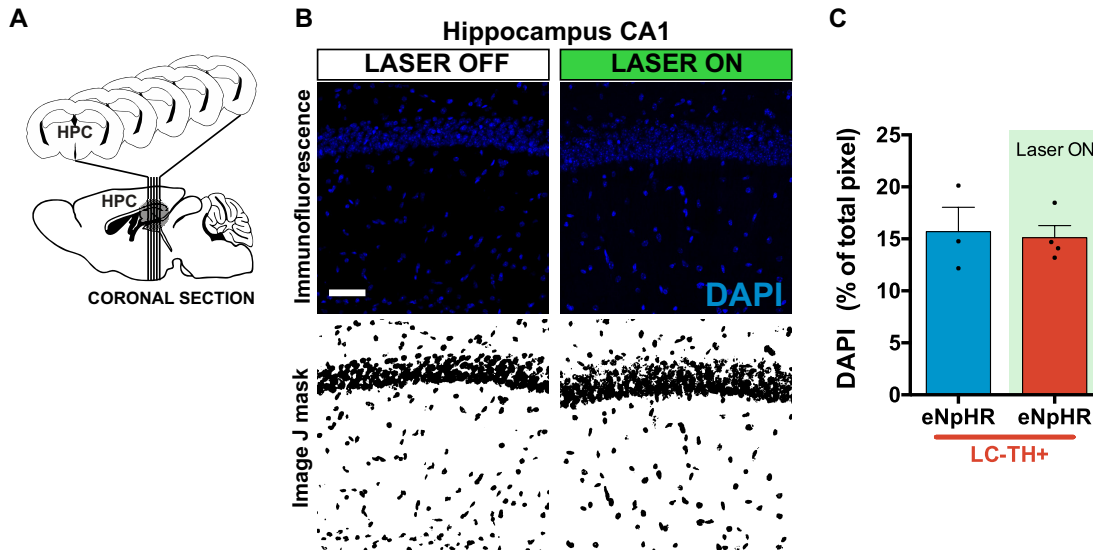 A
HPC
HPC
CORONAL SECTION
B
Hippocampus CA1
LASER OFF
LASER ON
Immunofluorescence
DAPI
Image J mask
C
DAPI (% of total pixel)
25
20
15
10
5
0
Laser ON
eNpHR
eNpHR
LC-TH+